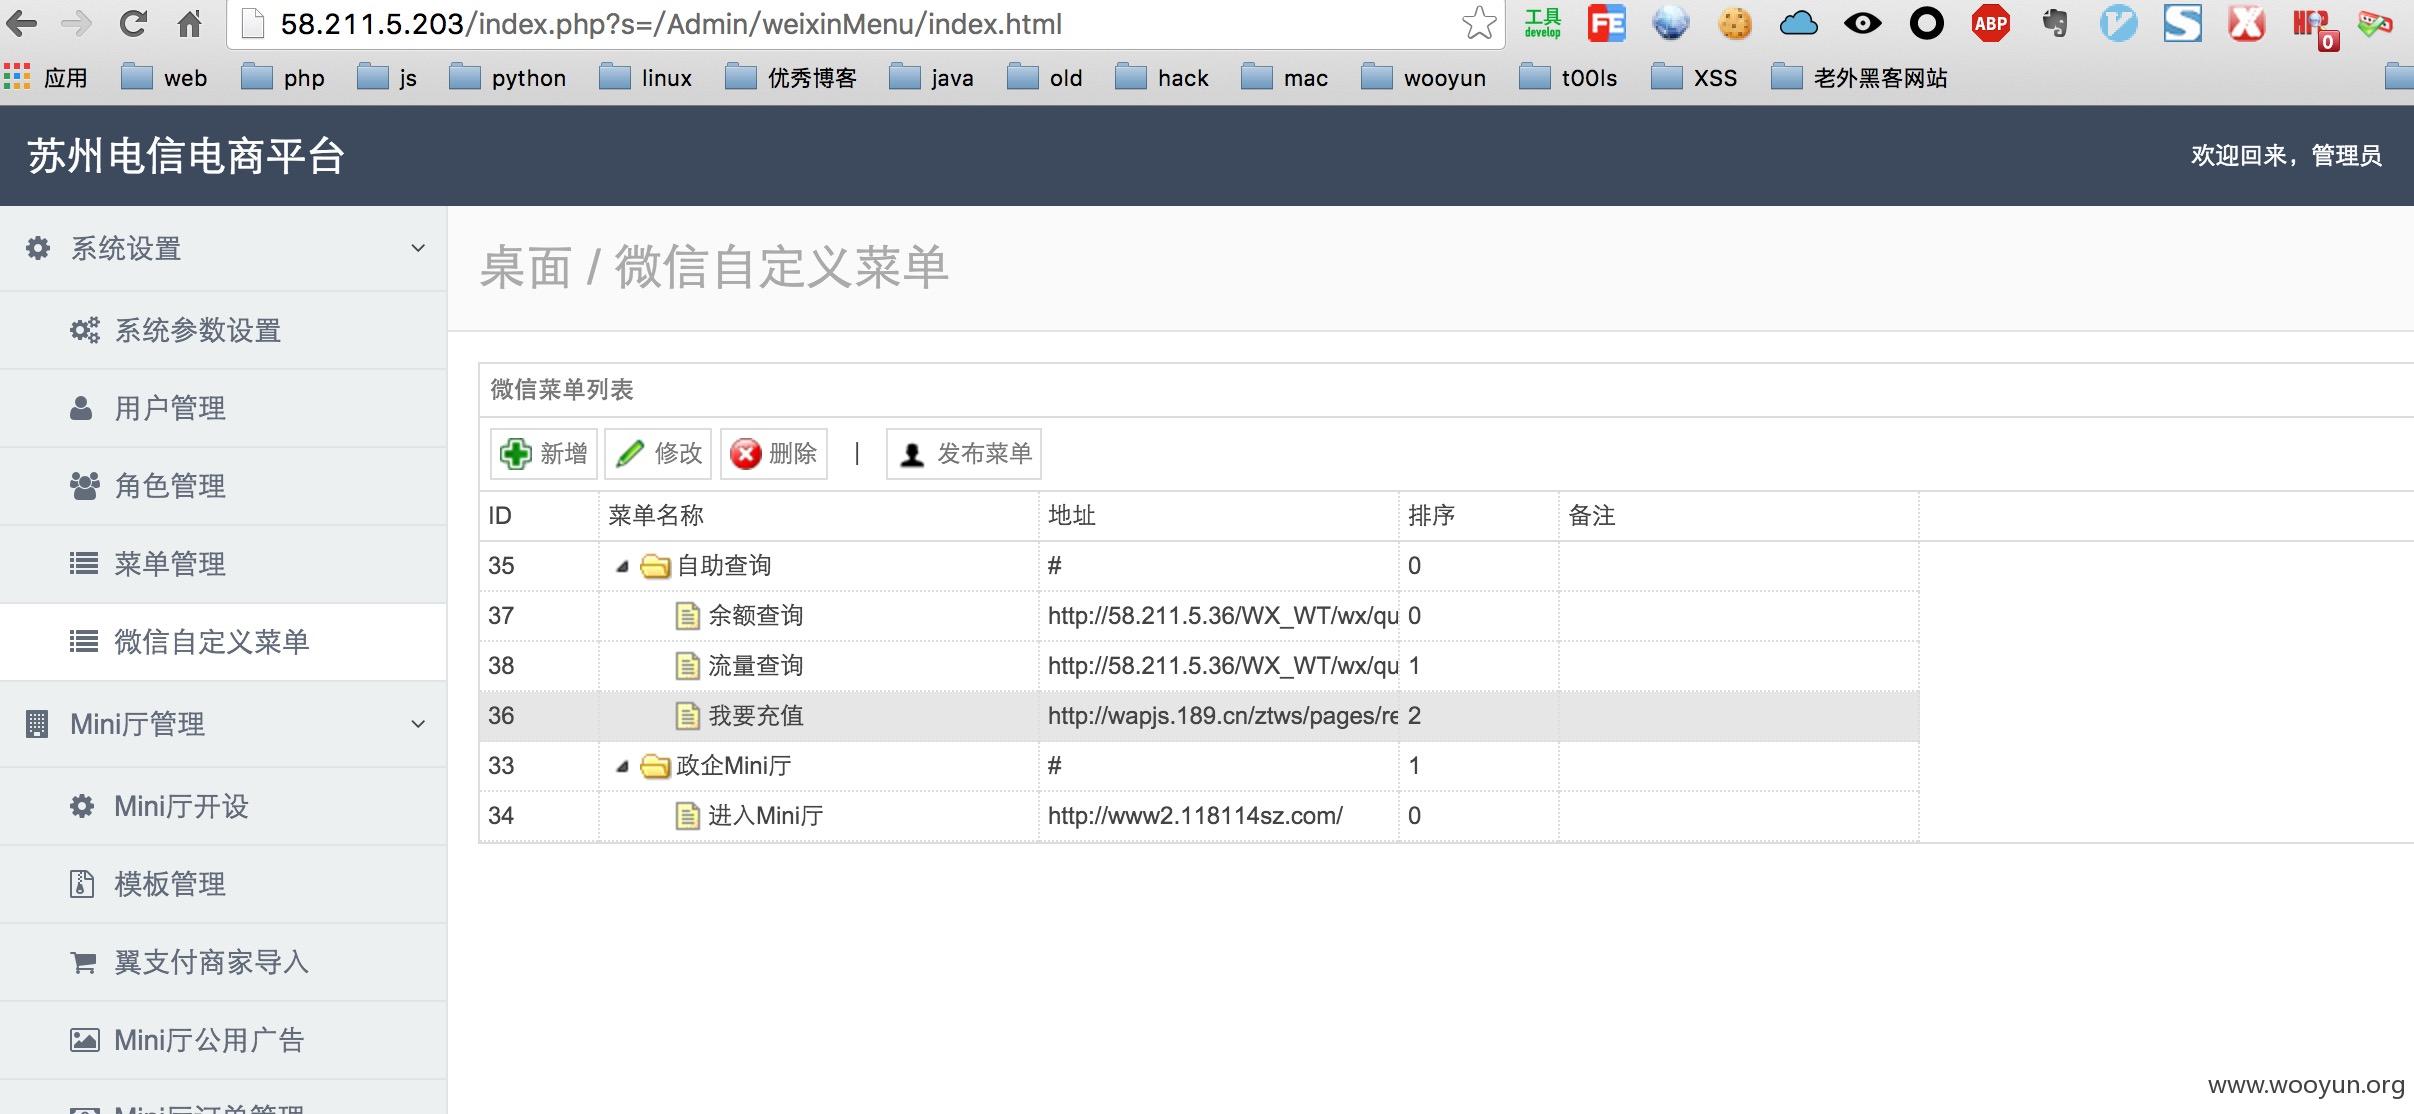 58.211.5.203/index.php?s=/Admin/weixinMenu/index.html
工具
develop
FE
ABP
0
应用 web php js python linux 优秀博客 java old hack mac wooyun t00ls XSS 老外黑客网站
苏州电信电商平台
欢迎回来，管理员
系统设置
系统参数设置
用户管理
角色管理
菜单管理
微信自定义菜单
Mini厅管理
Mini厅开设
模板管理
翼支付商家导入
Mini厅公用广告
Mini厅订单管理
桌面 / 微信自定义菜单
微信菜单列表
新增 修改 删除 | 发布菜单
ID 菜单名称 地址 排序 备注
35 自助查询 # 0
37 余额查询 http://58.211.5.36/WX_WT/wx/qu 0
38 流量查询 http://58.211.5.36/WX_WT/wx/qu 1
36 我要充值 http://wapjs.189.cn/ztws/pages/re 2
33 政企Mini厅 # 1
34 进入Mini厅 http://www2.118114sz.com/ 0
www.wooyun.org